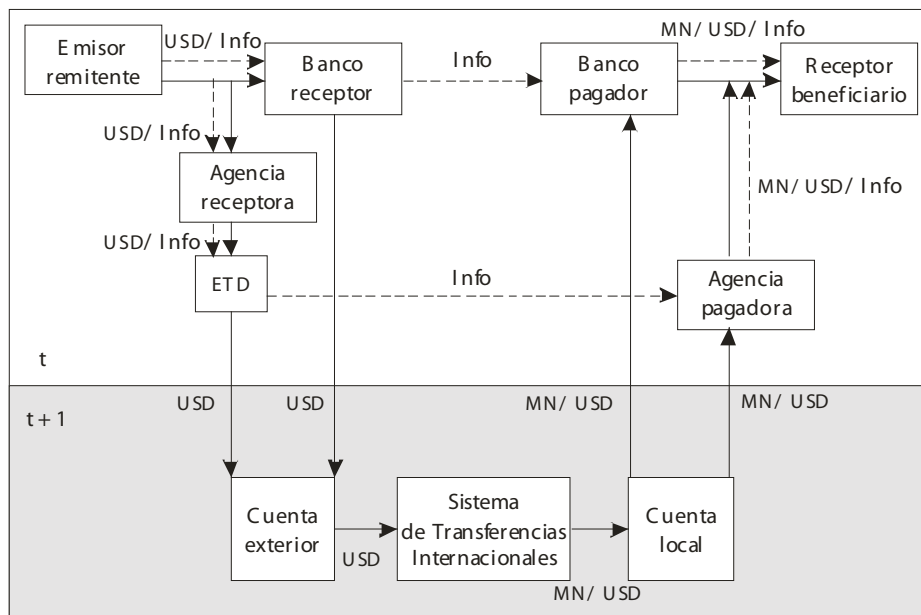 Emisor
remitente
USD/ Info
Banco
receptor
Info
Banco
pagador
MN/ USD/ Info
Receptor
beneficiario
USD/ Info
Agencia
receptora
MN/ USD/ Info
USD/ Info
ETD
Info
Agencia
pagadora
t
t + 1
USD
USD
MN/ USD
MN/ USD
Cuenta
exterior
USD
Sistema
de Transferencias
Internacionales
MN/ USD
Cuenta
local